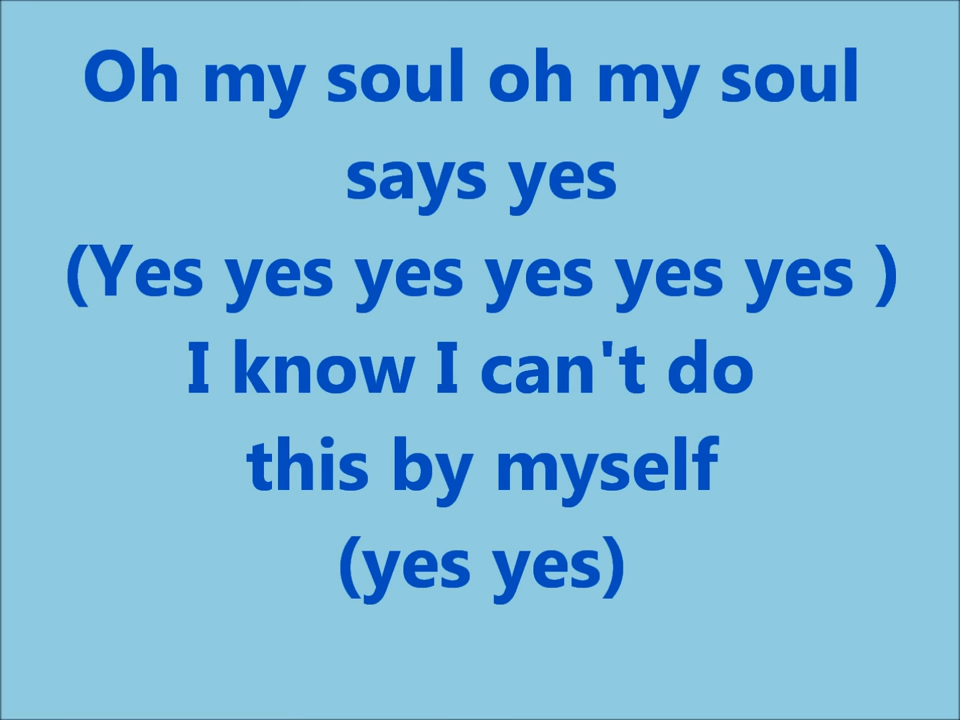 Oh my soul oh my soul
says yes
(Yes yes yes yes yes yes )
I know I can't do
this by myself
(yes yes)